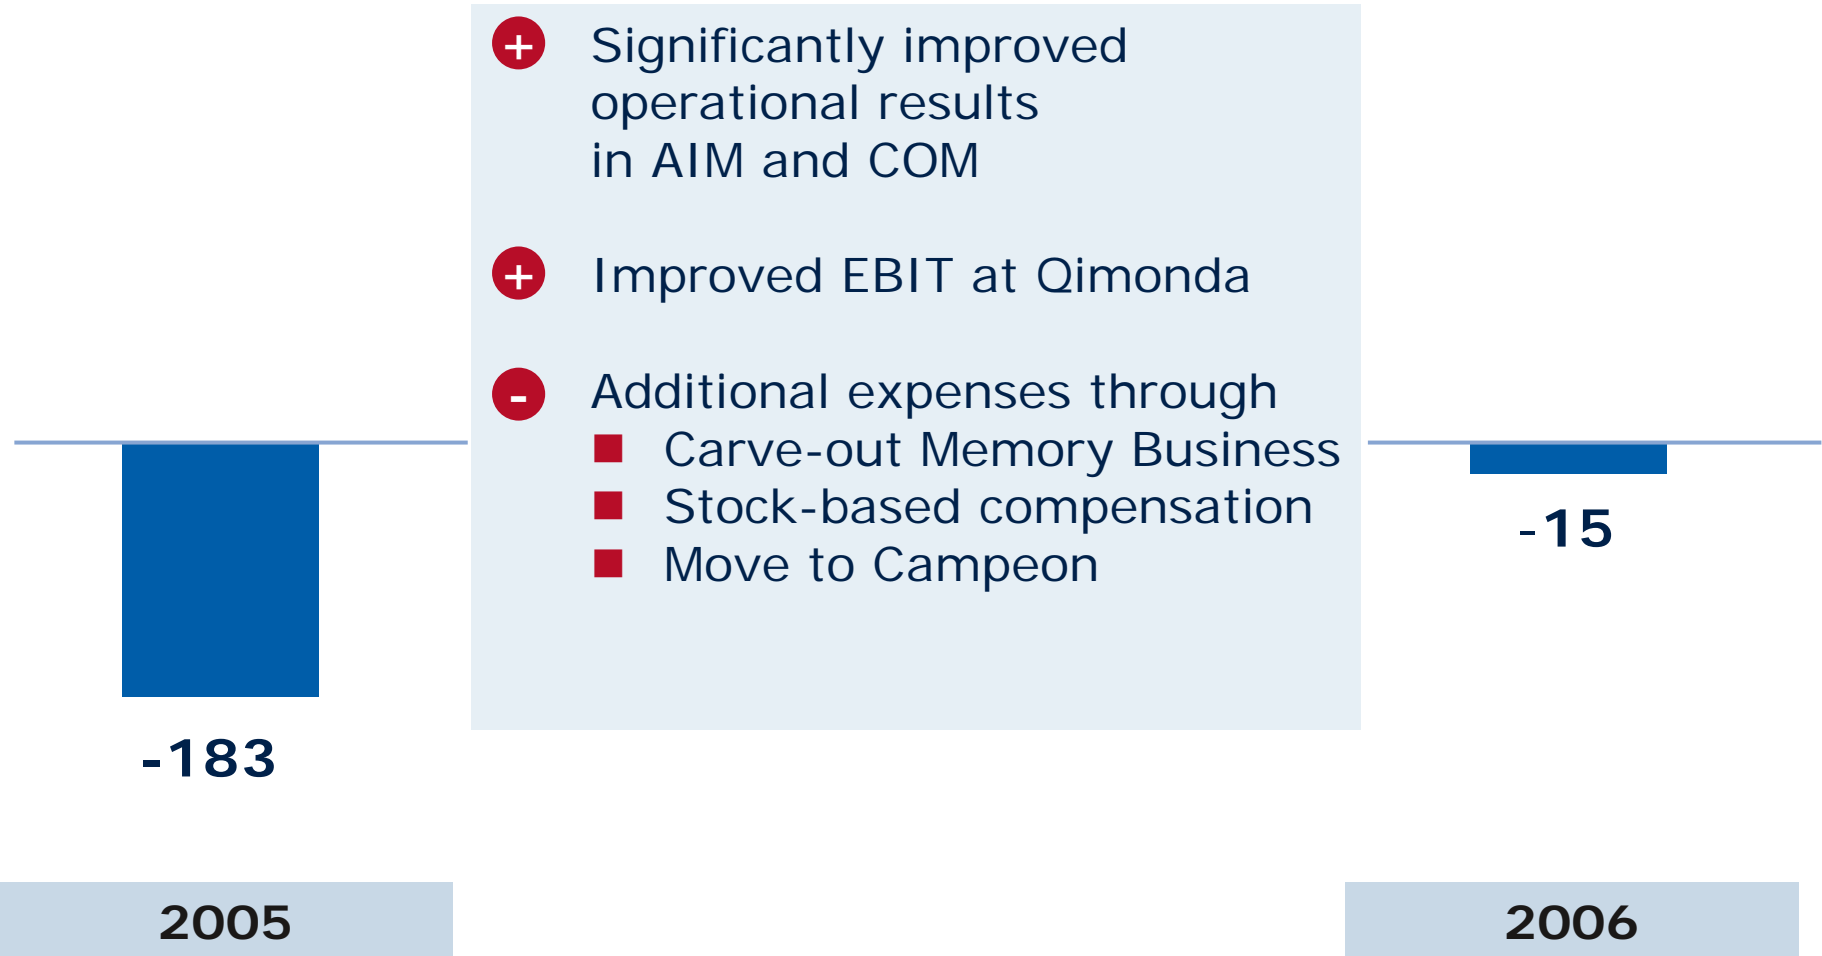 + Significantly improved
operational results
in AIM and COM
+ Improved EBIT at Qimonda
- Additional expenses through
Carve-out Memory Business
Stock-based compensation
Move to Campeon
-183
-15
2005
2006